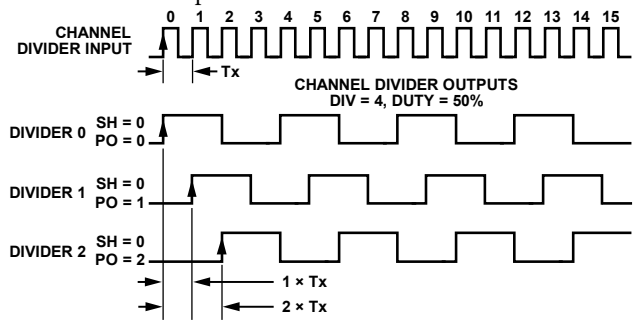 0 1 2 3 4 5 6 7 8 9 10 11 12 13 14 15
CHANNEL
DIVIDER INPUT
Tx
CHANNEL DIVIDER OUTPUTS
DIV = 4, DUTY = 50%
DIVIDER 0 SH = 0
PO = 0
DIVIDER 1 SH = 0
PO = 1
DIVIDER 2 SH = 0
PO = 2
1 × Tx
2 × Tx